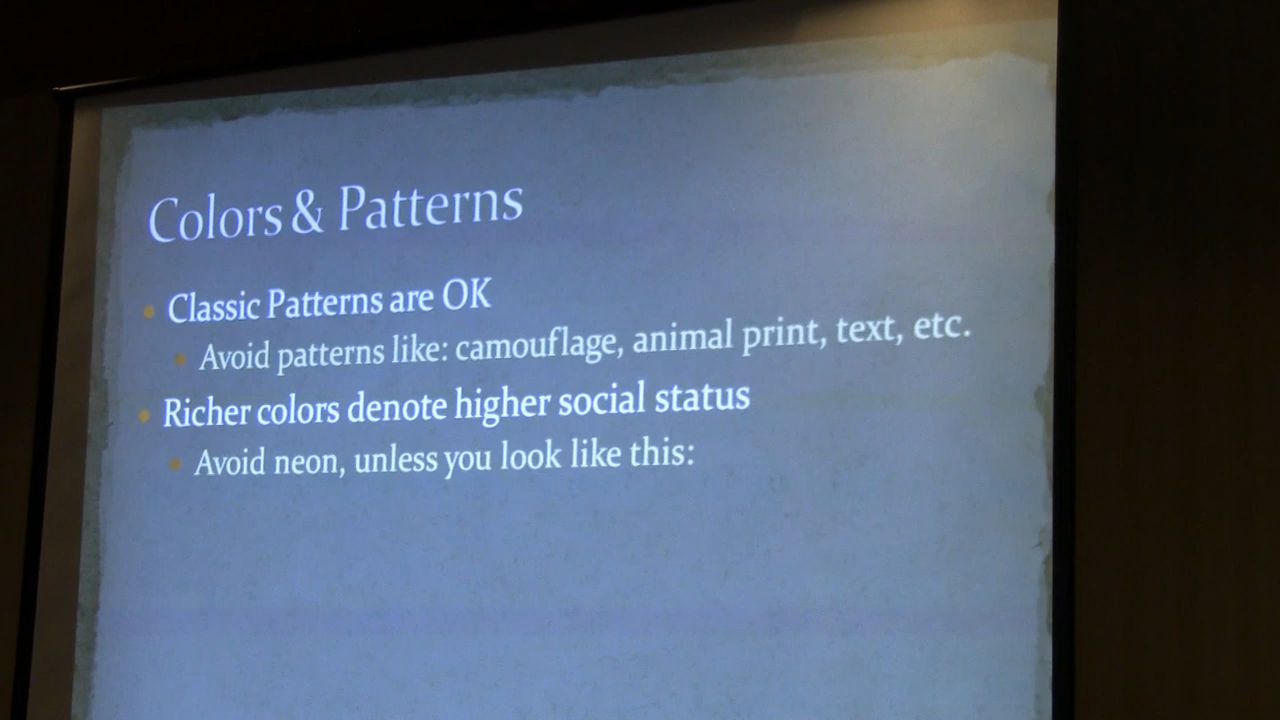 Colors & Patterns
Classic Patterns are OK
Avoid patterns like: camouflage, animal print, text, etc.
Richer colors denote higher social status
Avoid neon, unless you look like this: